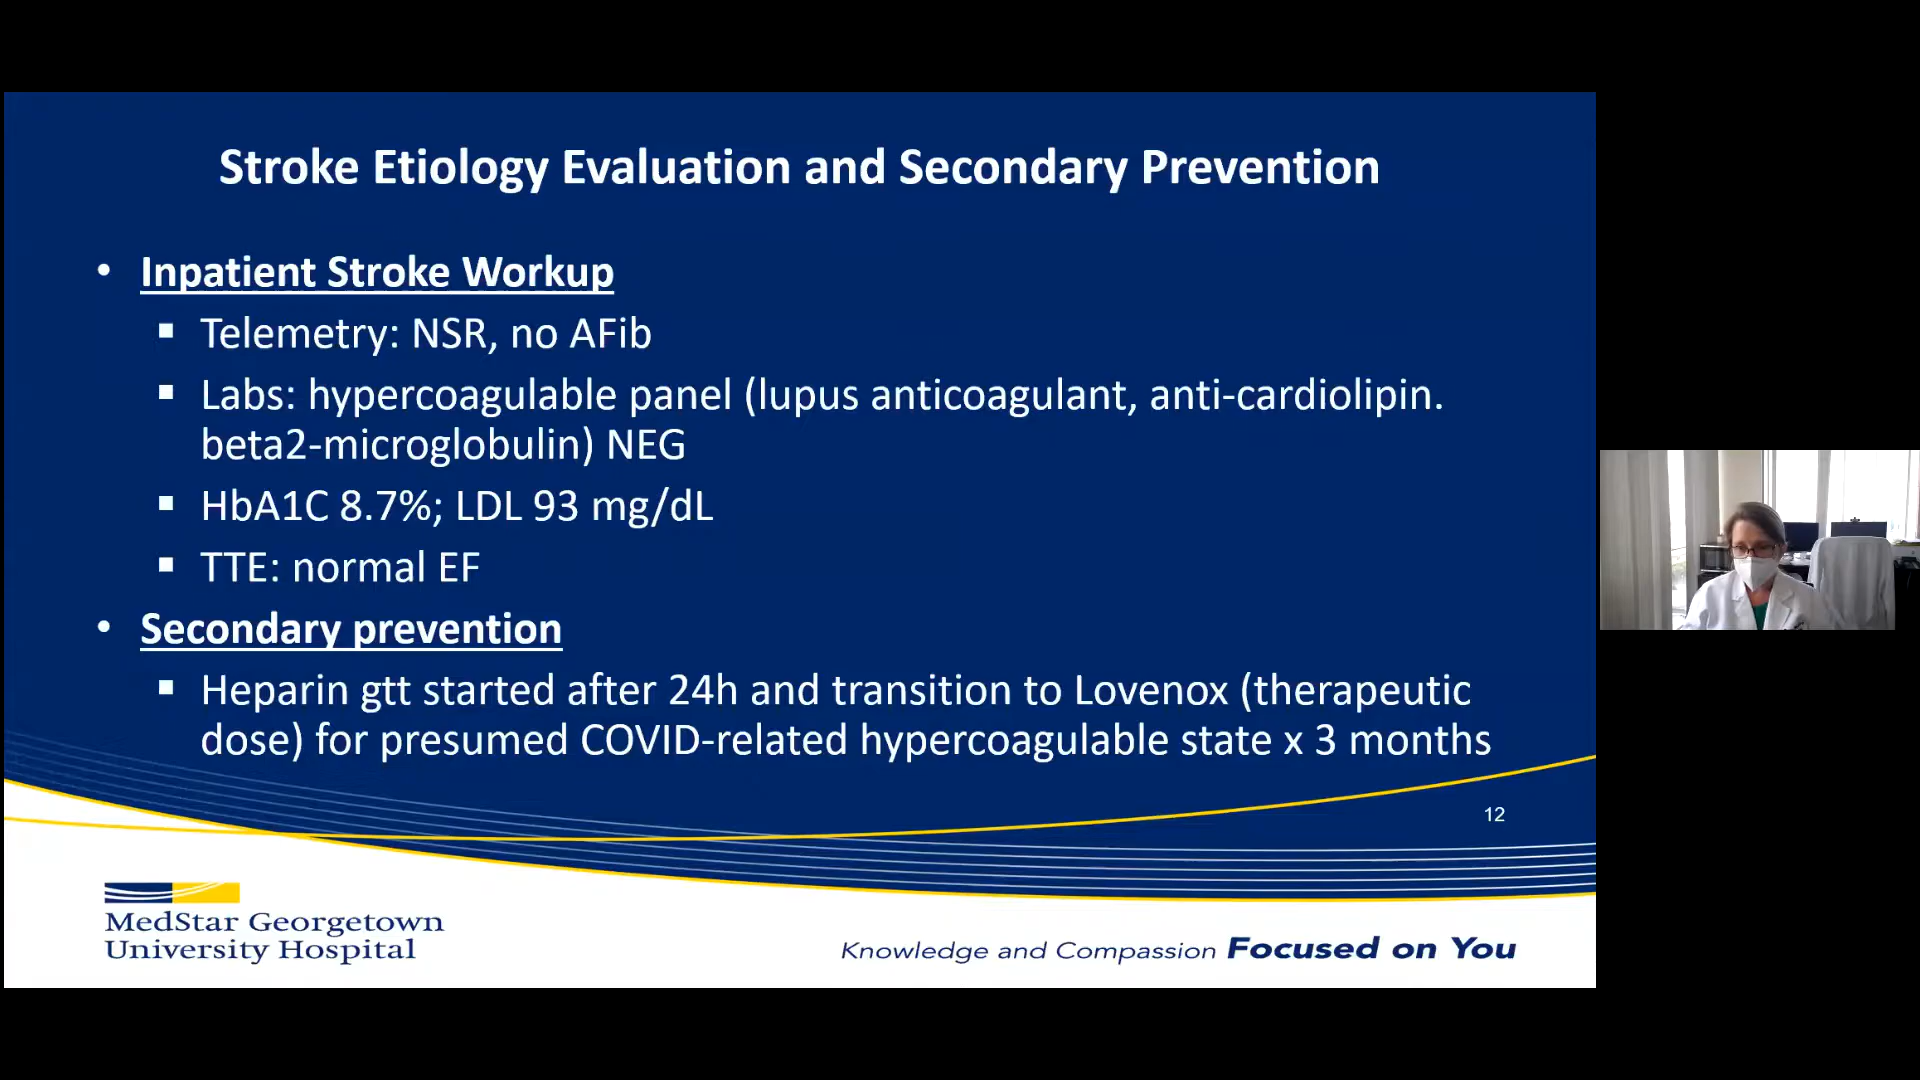 Stroke Etiology Evaluation and Secondary Prevention
• Inpatient Stroke Workup
▪ Telemetry: NSR, no AFib
▪ Labs: hypercoagulable panel (lupus anticoagulant, anti-cardiolipin.
beta2-microglobulin) NEG
▪ HbA1C 8.7%; LDL 93 mg/dL
▪ TTE: normal EF
• Secondary prevention
▪ Heparin gtt started after 24h and transition to Lovenox (therapeutic
dose) for presumed COVID-related hypercoagulable state x 3 months
12
MedStar Georgetown
University Hospital
Knowledge and Compassion Focused on You